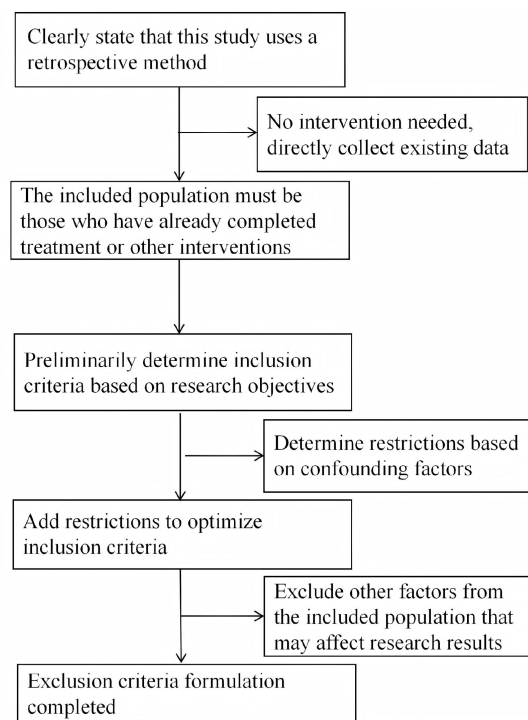 Clearly state that this study uses a
retrospective method
No intervention needed,
directly collect existing data
The included population must be
those who have already completed
treatment or other interventions
Preliminarily determine inclusion
criteria based on research objectives
Determine restrictions based
on confounding factors
Add restrictions to optimize
inclusion criteria
Exclude other factors from
the included population that
may affect research results
Exclusion criteria formulation
completed